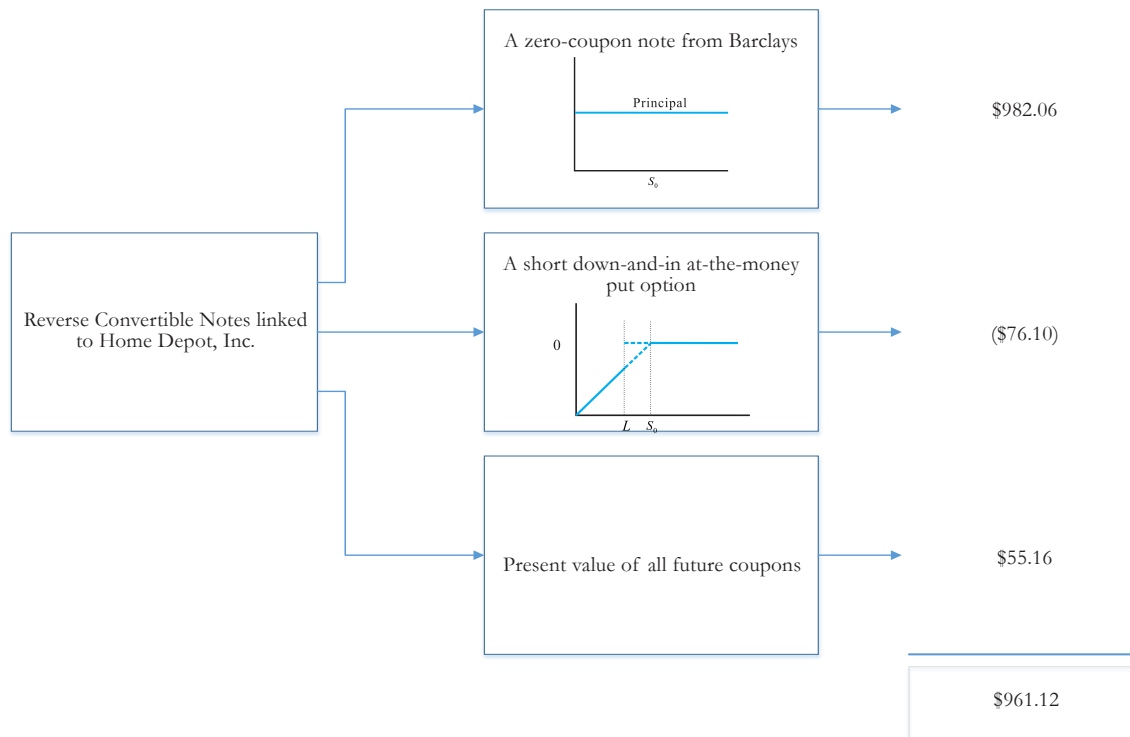 A zero-coupon note from Barclays
Principal
S₀
$982.06
Reverse Convertible Notes linked
to Home Depot, Inc.
A short down-and-in at-the-money
put option
0
L S₀
($76.10)
Present value of all future coupons
$55.16
$961.12